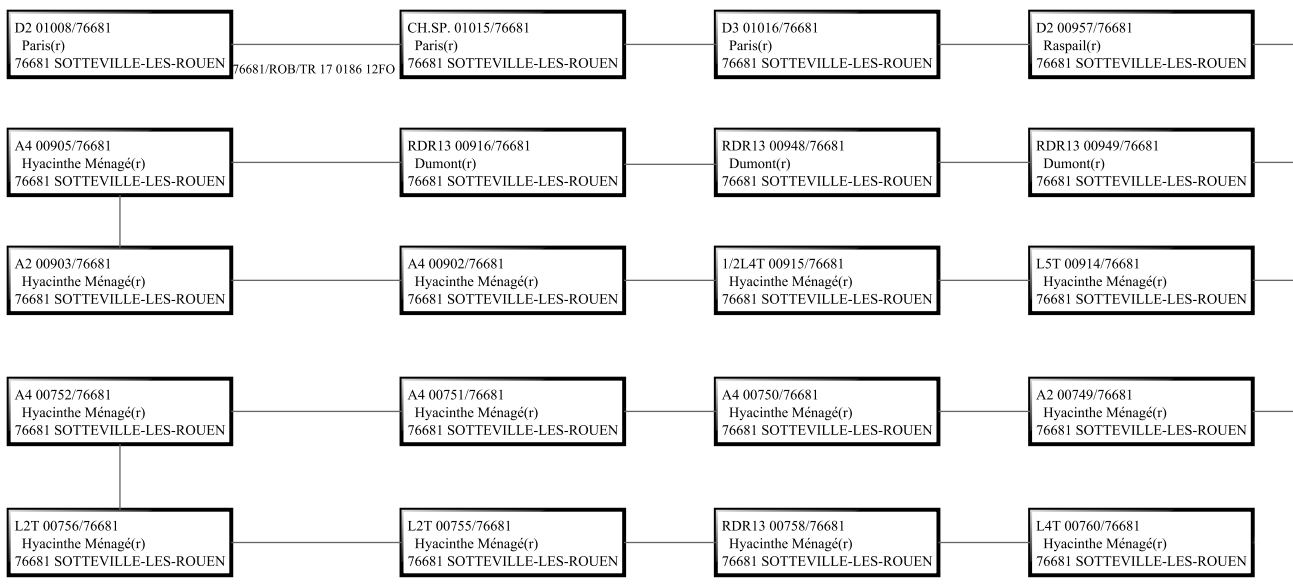 D2 01008/76681
Paris(r)
76681 SOTTEVILLE-LES-ROUEN
76681/ROB/TR 17 0186 12FO
CH.SP. 01015/76681
Paris(r)
76681 SOTTEVILLE-LES-ROUEN
D3 01016/76681
Paris(r)
76681 SOTTEVILLE-LES-ROUEN
D2 00957/76681
Raspail(r)
76681 SOTTEVILLE-LES-ROUEN
A4 00905/76681
Hyacinthe Ménagé(r)
76681 SOTTEVILLE-LES-ROUEN
RDR13 00916/76681
Dumont(r)
76681 SOTTEVILLE-LES-ROUEN
RDR13 00948/76681
Dumont(r)
76681 SOTTEVILLE-LES-ROUEN
RDR13 00949/76681
Dumont(r)
76681 SOTTEVILLE-LES-ROUEN
A2 00903/76681
Hyacinthe Ménagé(r)
76681 SOTTEVILLE-LES-ROUEN
A4 00902/76681
Hyacinthe Ménagé(r)
76681 SOTTEVILLE-LES-ROUEN
1/2L4T 00915/76681
Hyacinthe Ménagé(r)
76681 SOTTEVILLE-LES-ROUEN
L5T 00914/76681
Hyacinthe Ménagé(r)
76681 SOTTEVILLE-LES-ROUEN
A4 00752/76681
Hyacinthe Ménagé(r)
76681 SOTTEVILLE-LES-ROUEN
A4 00751/76681
Hyacinthe Ménagé(r)
76681 SOTTEVILLE-LES-ROUEN
A4 00750/76681
Hyacinthe Ménagé(r)
76681 SOTTEVILLE-LES-ROUEN
A2 00749/76681
Hyacinthe Ménagé(r)
76681 SOTTEVILLE-LES-ROUEN
L2T 00756/76681
Hyacinthe Ménagé(r)
76681 SOTTEVILLE-LES-ROUEN
L2T 00755/76681
Hyacinthe Ménagé(r)
76681 SOTTEVILLE-LES-ROUEN
RDR13 00758/76681
Hyacinthe Ménagé(r)
76681 SOTTEVILLE-LES-ROUEN
L4T 00760/76681
Hyacinthe Ménagé(r)
76681 SOTTEVILLE-LES-ROUEN